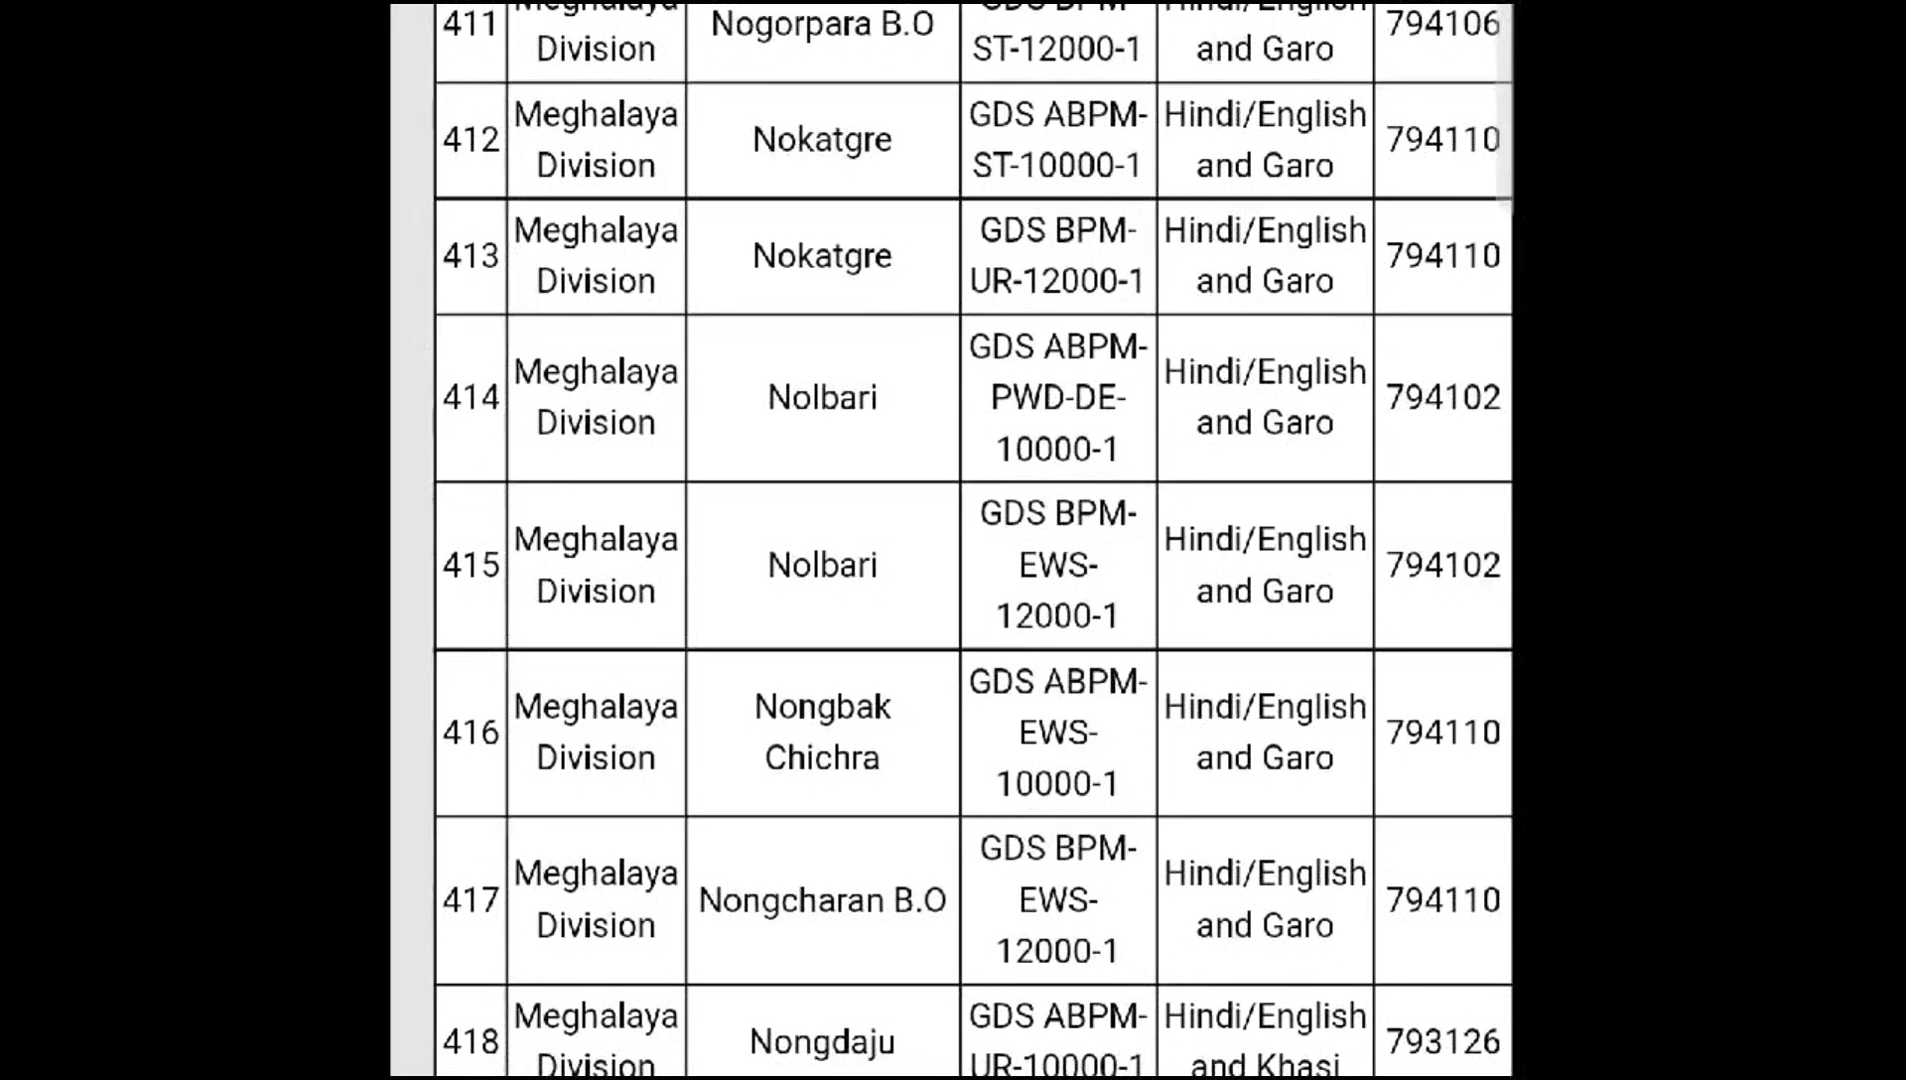 411 Meghalaya Division Nogorpara B.O GDS BPM-ST-12000-1 Hindi/English and Garo 794106
412 Meghalaya Division Nokatgre GDS ABPM-ST-10000-1 Hindi/English and Garo 794110
413 Meghalaya Division Nokatgre GDS BPM-UR-12000-1 Hindi/English and Garo 794110
414 Meghalaya Division Nolbari GDS ABPM-PWD-DE-10000-1 Hindi/English and Garo 794102
415 Meghalaya Division Nolbari GDS BPM-EWS-12000-1 Hindi/English and Garo 794102
416 Meghalaya Division Nongbak Chichra GDS ABPM-EWS-10000-1 Hindi/English and Garo 794110
417 Meghalaya Division Nongcharan B.O GDS BPM-EWS-12000-1 Hindi/English and Garo 794110
418 Meghalaya Division Nongdaju GDS ABPM-UR-10000-1 Hindi/English and Khasi 793126